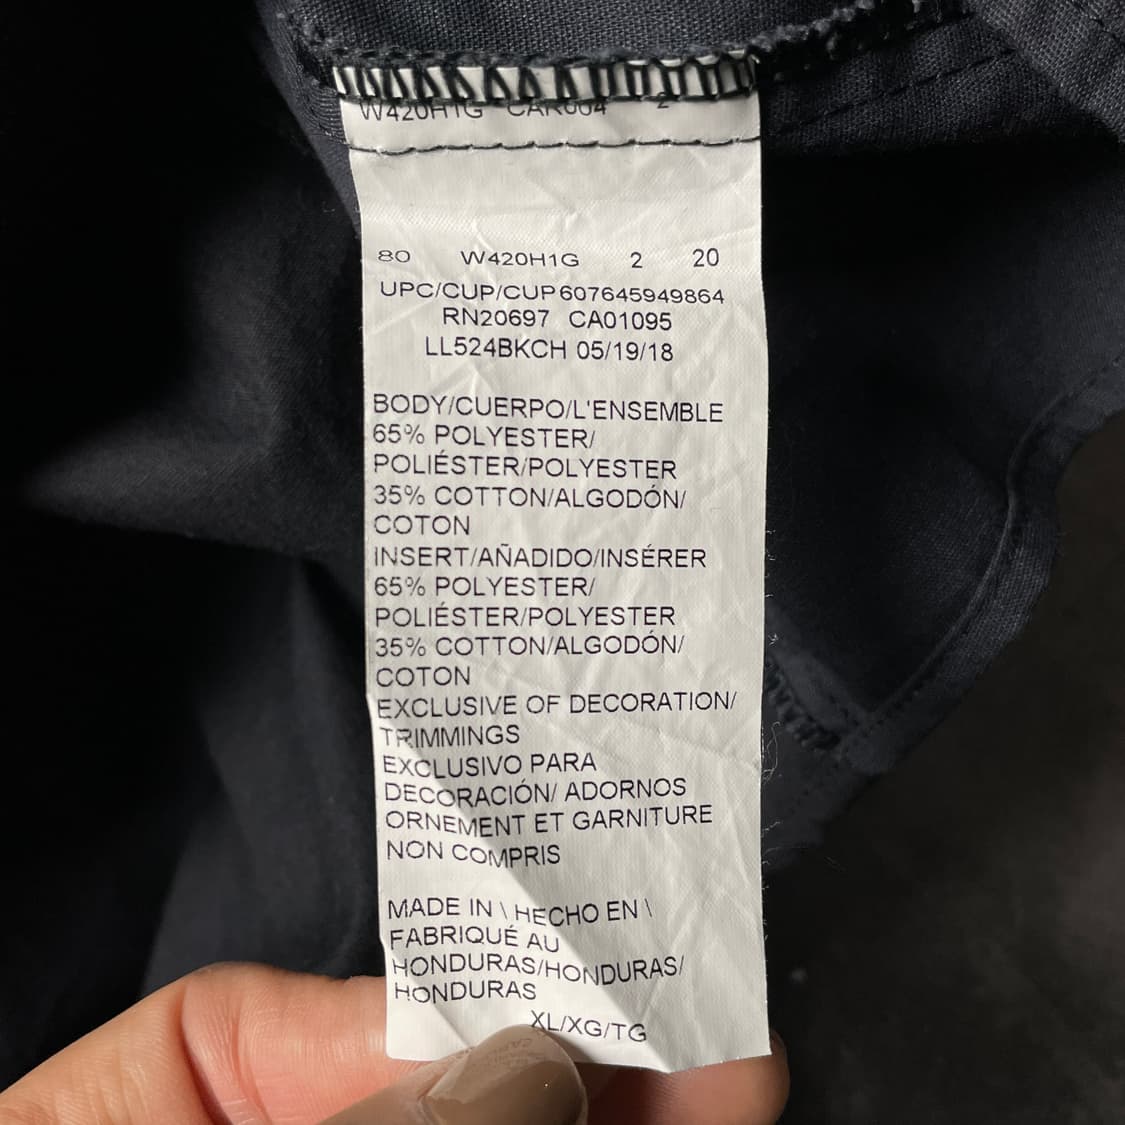 W420H1G CAR004 2
80 W420H1G 2 20
UPC/CUP/CUP 607645949864
RN20697 CA01095
LL524BKCH 05/19/18
BODY/CUERPO/L'ENSEMBLE
65% POLYESTER/
POLIÉSTER/POLYESTER
35% COTTON/ALGODÓN/
COTON
INSERT/AÑADIDO/INSÉRER
65% POLYESTER/
POLIÉSTER/POLYESTER
35% COTTON/ALGODÓN/
COTON
EXCLUSIVE OF DECORATION/
TRIMMINGS
EXCLUSIVO PARA
DECORACIÓN/ ADORNOS
ORNEMENT ET GARNITURE
NON COMPRIS
MADE IN \ HECHO EN \
FABRIQUÉ AU
HONDURAS/HONDURAS/
HONDURAS
XL/XG/TG